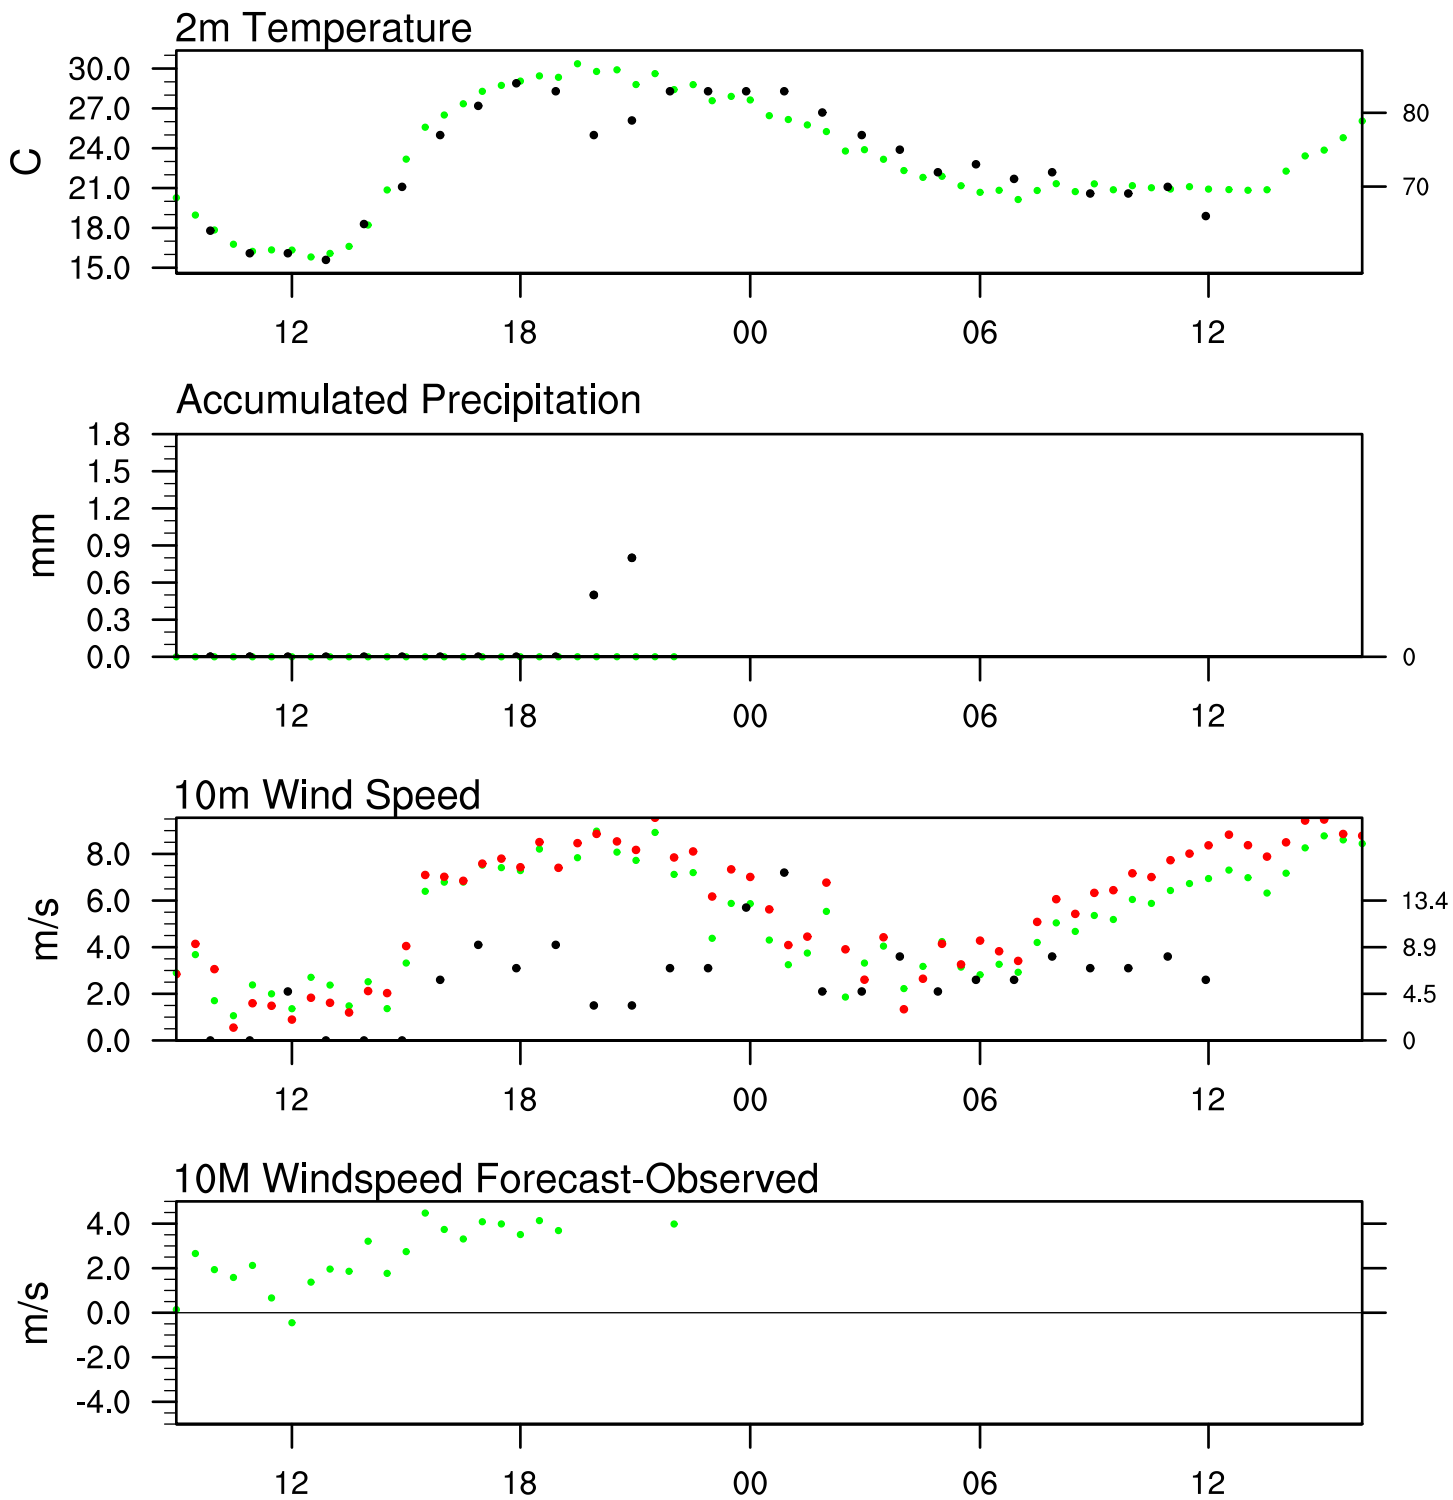 2m Temperature
30.0
27.0
24.0
21.0
18.0
15.0
C
80
70
12 18 00 06 12
Accumulated Precipitation
1.8
1.5
1.2
0.9
0.6
0.3
0.0
mm
0
12 18 00 06 12
10m Wind Speed
8.0
6.0
4.0
2.0
0.0
m/s
13.4
8.9
4.5
0
12 18 00 06 12
10M Windspeed Forecast-Observed
4.0
2.0
0.0
-2.0
-4.0
m/s
12 18 00 06 12